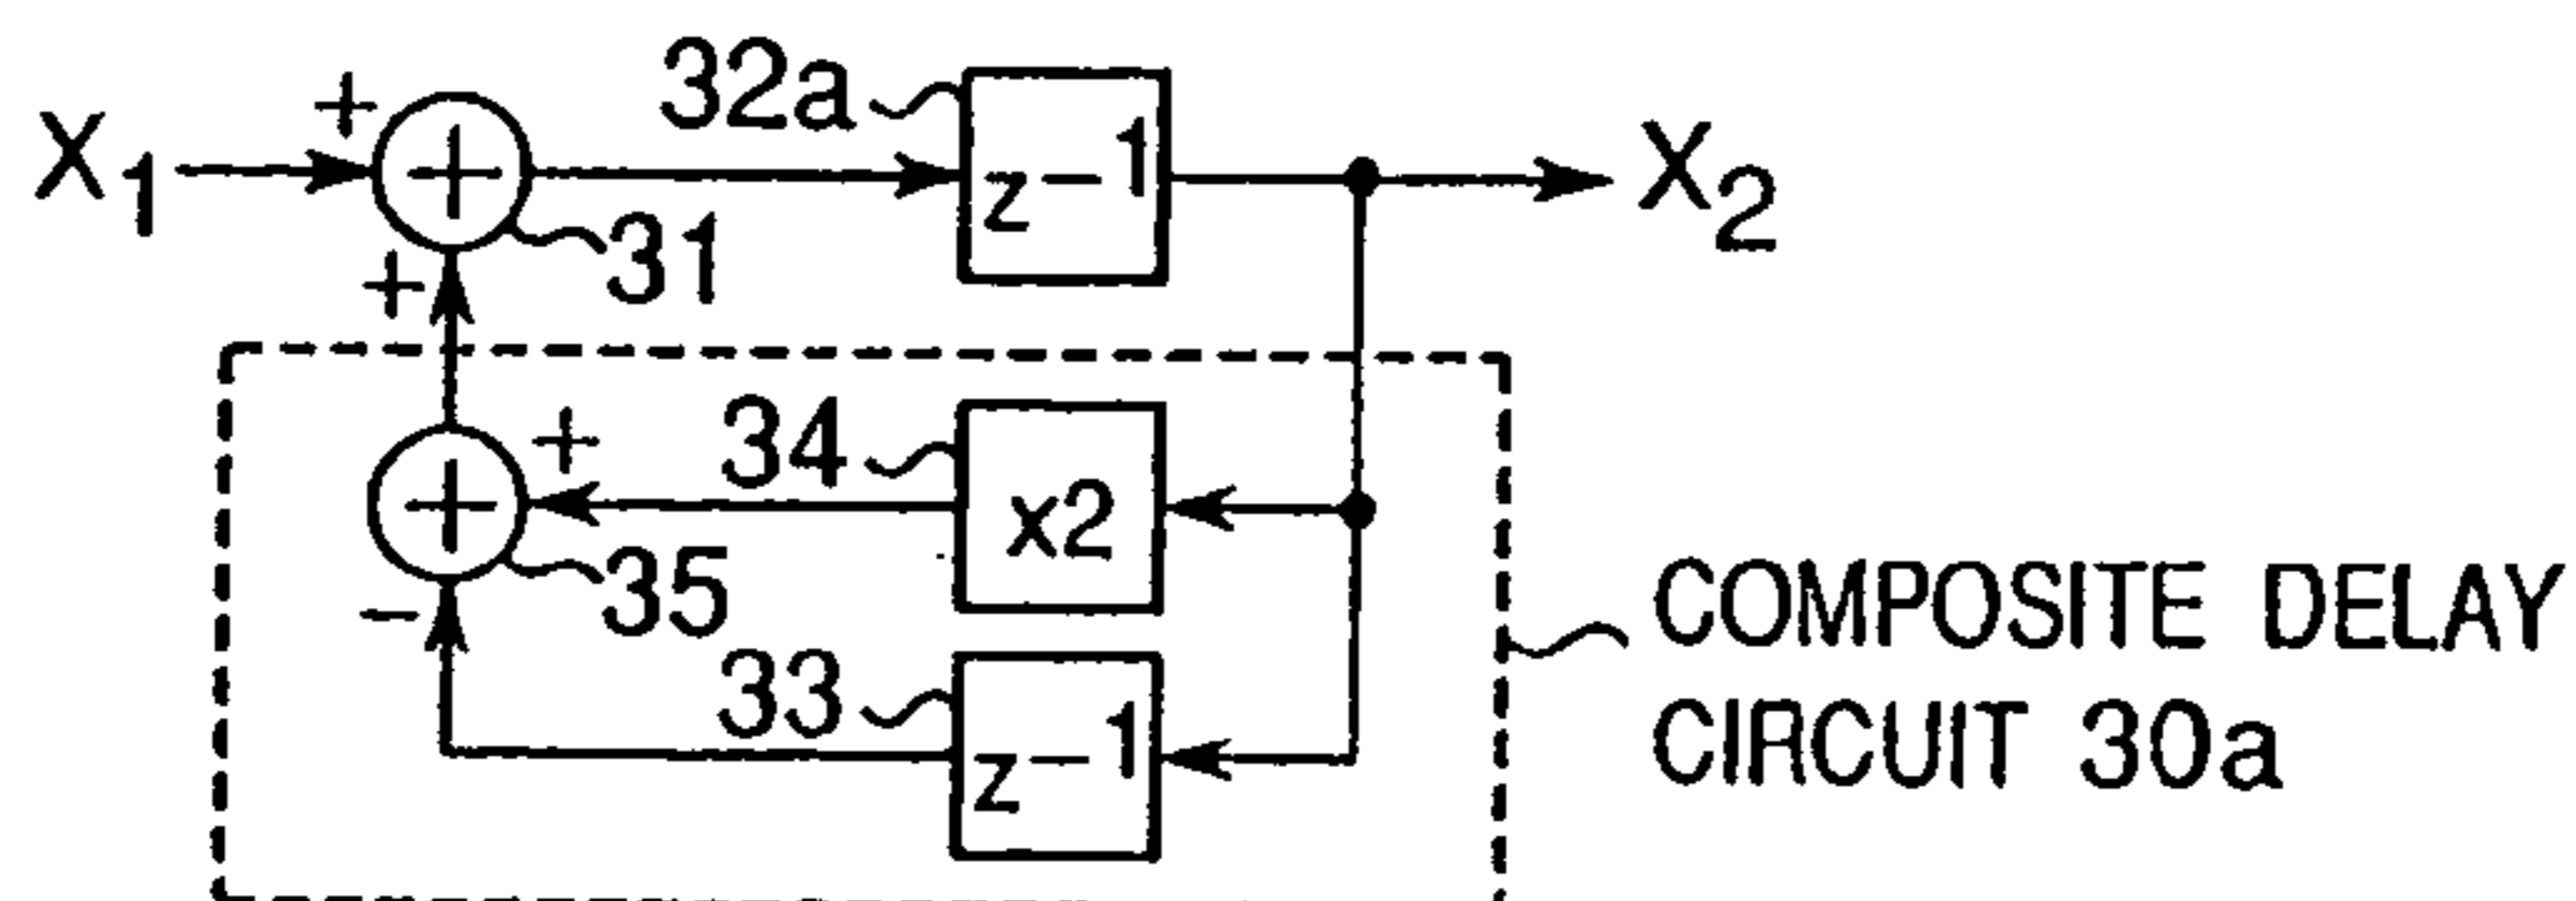 X1
+
+
32a
z-1
X2
31
+
34
+
x2
+
35
-
33
z-1
COMPOSITE DELAY
CIRCUIT 30a